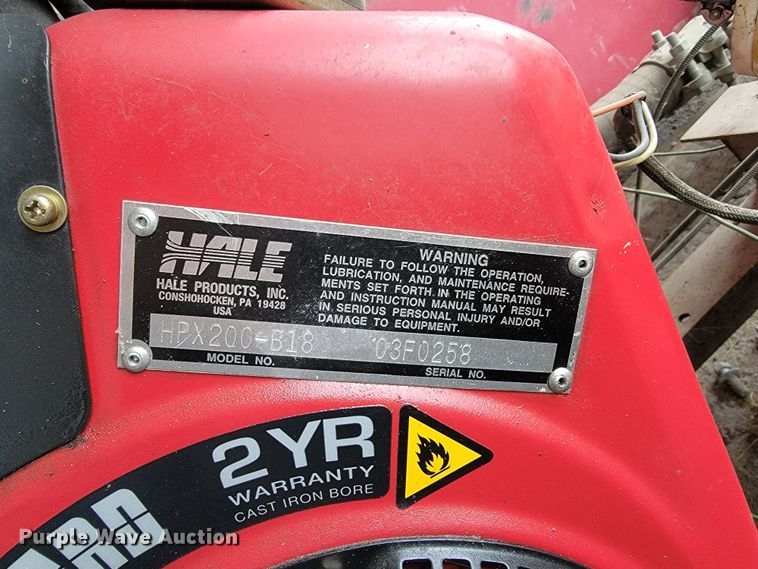 HALE
HALE PRODUCTS, INC.
CONSHOHOCKEN, PA 19428
USA
WARNING
FAILURE TO FOLLOW THE OPERATION,
LUBRICATION, AND MAINTENANCE REQUIRE-
MENTS SET FORTH IN THE OPERATING
AND INSTRUCTION MANUAL MAY RESULT
IN SERIOUS PERSONAL INJURY AND/OR
DAMAGE TO EQUIPMENT.
HPX200-B18 03F0258
MODEL NO. SERIAL NO.
2 YR
WARRANTY
CAST IRON BORE
Purple Wave Auction